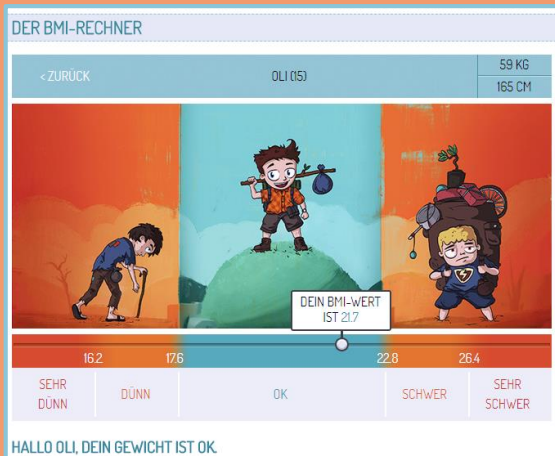 DER BMI-RECHNER
< ZURÜCK
OLI (15)
59 KG
165 CM
DEIN BMI-WERT
IST 21.7
16.2
17.6
22.8
26.4
SEHR
DÜNN
DÜNN
OK
SCHWER
SEHR
SCHWER
HALLO OLI, DEIN GEWICHT IST OK.